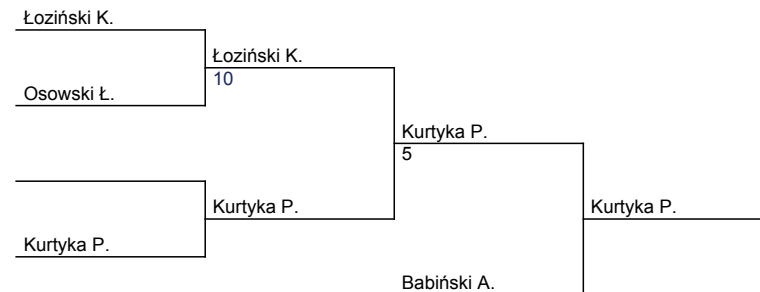 Łoziński K.
Łoziński K.
10
Osowski Ł.
Kurtyka P.
5
Kurtyka P.
Kurtyka P.
Kurtyka P.
Babiński A.